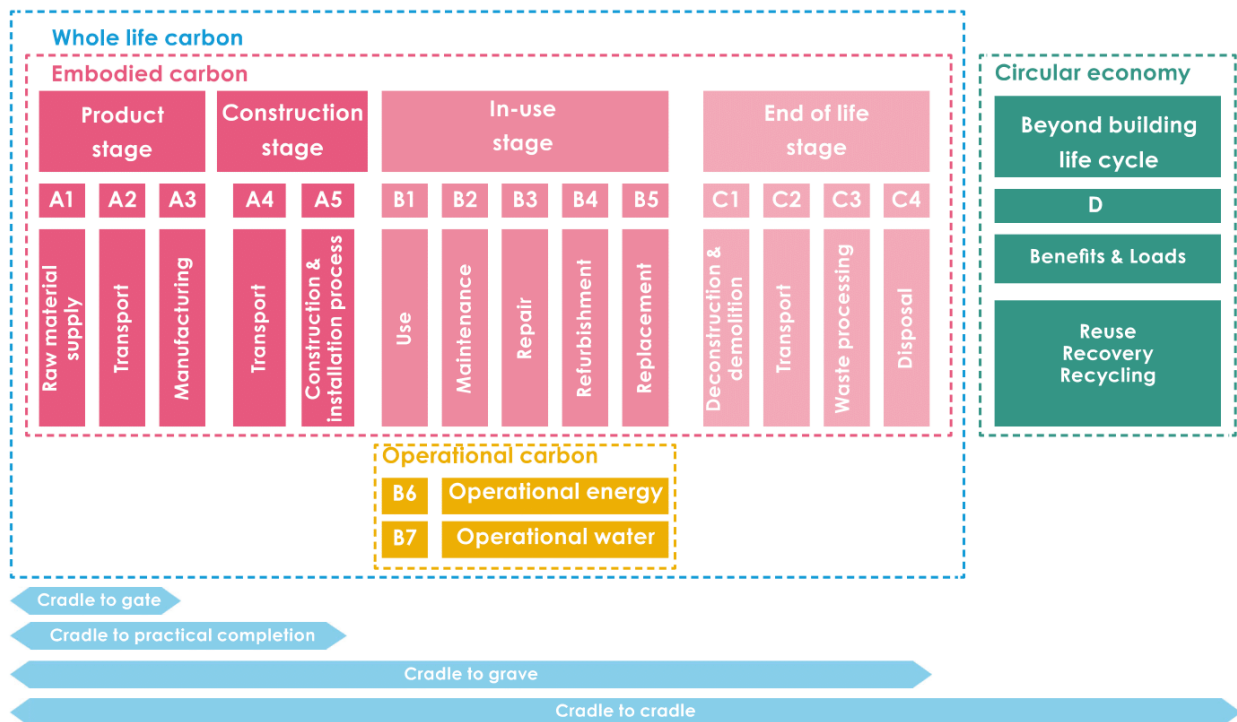 Whole life carbon
Embodied carbon
Product
stage
Construction
stage
In-use
stage
End of life
stage
A1
A2
A3
A4
A5
B1
B2
B3
B4
B5
C1
C2
C3
C4
Raw material
supply
Transport
Manufacturing
Transport
Construction &
installation process
Use
Maintenance
Repair
Refurbishment
Replacement
Deconstruction &
demolition
Transport
Waste processing
Disposal
Operational carbon
B6
Operational energy
B7
Operational water
Circular economy
Beyond building
life cycle
D
Benefits & Loads
Reuse
Recovery
Recycling
Cradle to gate
Cradle to practical completion
Cradle to grave
Cradle to cradle